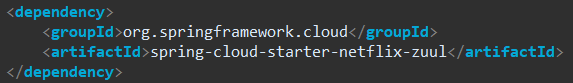 <dependency>
    <groupId>org.springframework.cloud</groupId>
    <artifactId>spring-cloud-starter-netflix-zuul</artifactId>
</dependency>